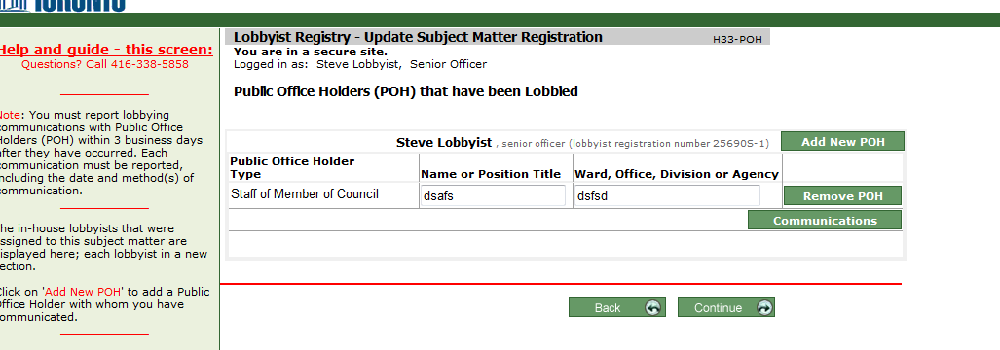 TORONTO
Help and guide - this screen:
Questions? Call 416-338-5858
Note: You must report lobbying
communications with Public Office
Holders (POH) within 3 business days
after they have occurred. Each
communication must be reported,
including the date and method(s) of
communication.
The in-house lobbyists that were
assigned to this subject matter are
displayed here; each lobbyist in a new
section.
Click on 'Add New POH' to add a Public
Office Holder with whom you have
communicated.
Lobbyist Registry - Update Subject Matter Registration H33-POH
You are in a secure site.
Logged in as: Steve Lobbyist, Senior Officer
Public Office Holders (POH) that have been Lobbied
Steve Lobbyist , senior officer (lobbyist registration number 25690S-1) Add New POH
Public Office Holder
Type Name or Position Title Ward, Office, Division or Agency
Staff of Member of Council dsafs dsfsd Remove POH
Communications
Back Continue